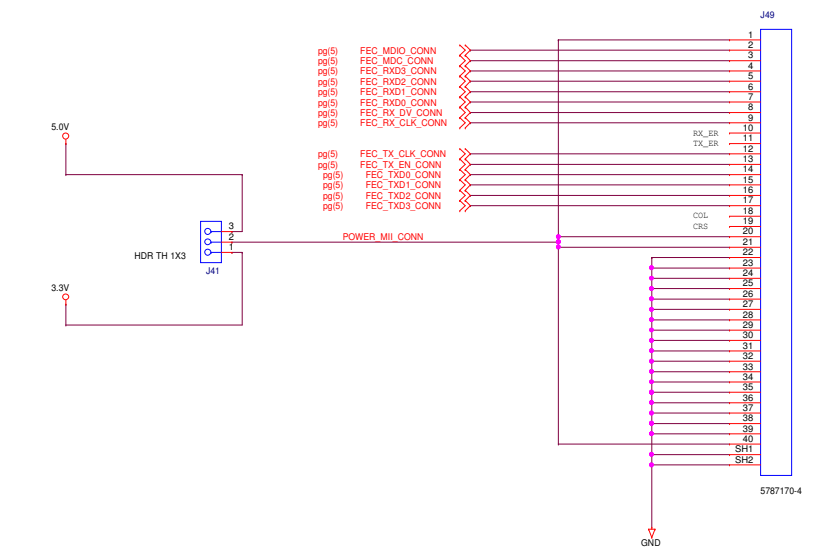 J49
1
pg(5) FEC_MDIO_CONN 2
pg(5) FEC_MDC_CONN 3
pg(5) FEC_RXD3_CONN 4
pg(5) FEC_RXD2_CONN 5
pg(5) FEC_RXD1_CONN 6
pg(5) FEC_RXD0_CONN 7
pg(5) FEC_RX_DV_CONN 8
pg(5) FEC_RX_CLK_CONN 9
5.0V
RX_ER 10
TX_ER 11
pg(5) FEC_TX_CLK_CONN 12
pg(5) FEC_TX_EN_CONN 13
pg(5) FEC_TXD0_CONN 14
pg(5) FEC_TXD1_CONN 15
pg(5) FEC_TXD2_CONN 16
pg(5) FEC_TXD3_CONN 17
COL 18
CRS 19
3
20
2 POWER_MII_CONN 21
1
HDR TH 1X3
22
J41
23
24
25
3.3V
26
27
28
29
30
31
32
33
34
35
36
37
38
39
40
SH1
SH2
5787170-4
GND